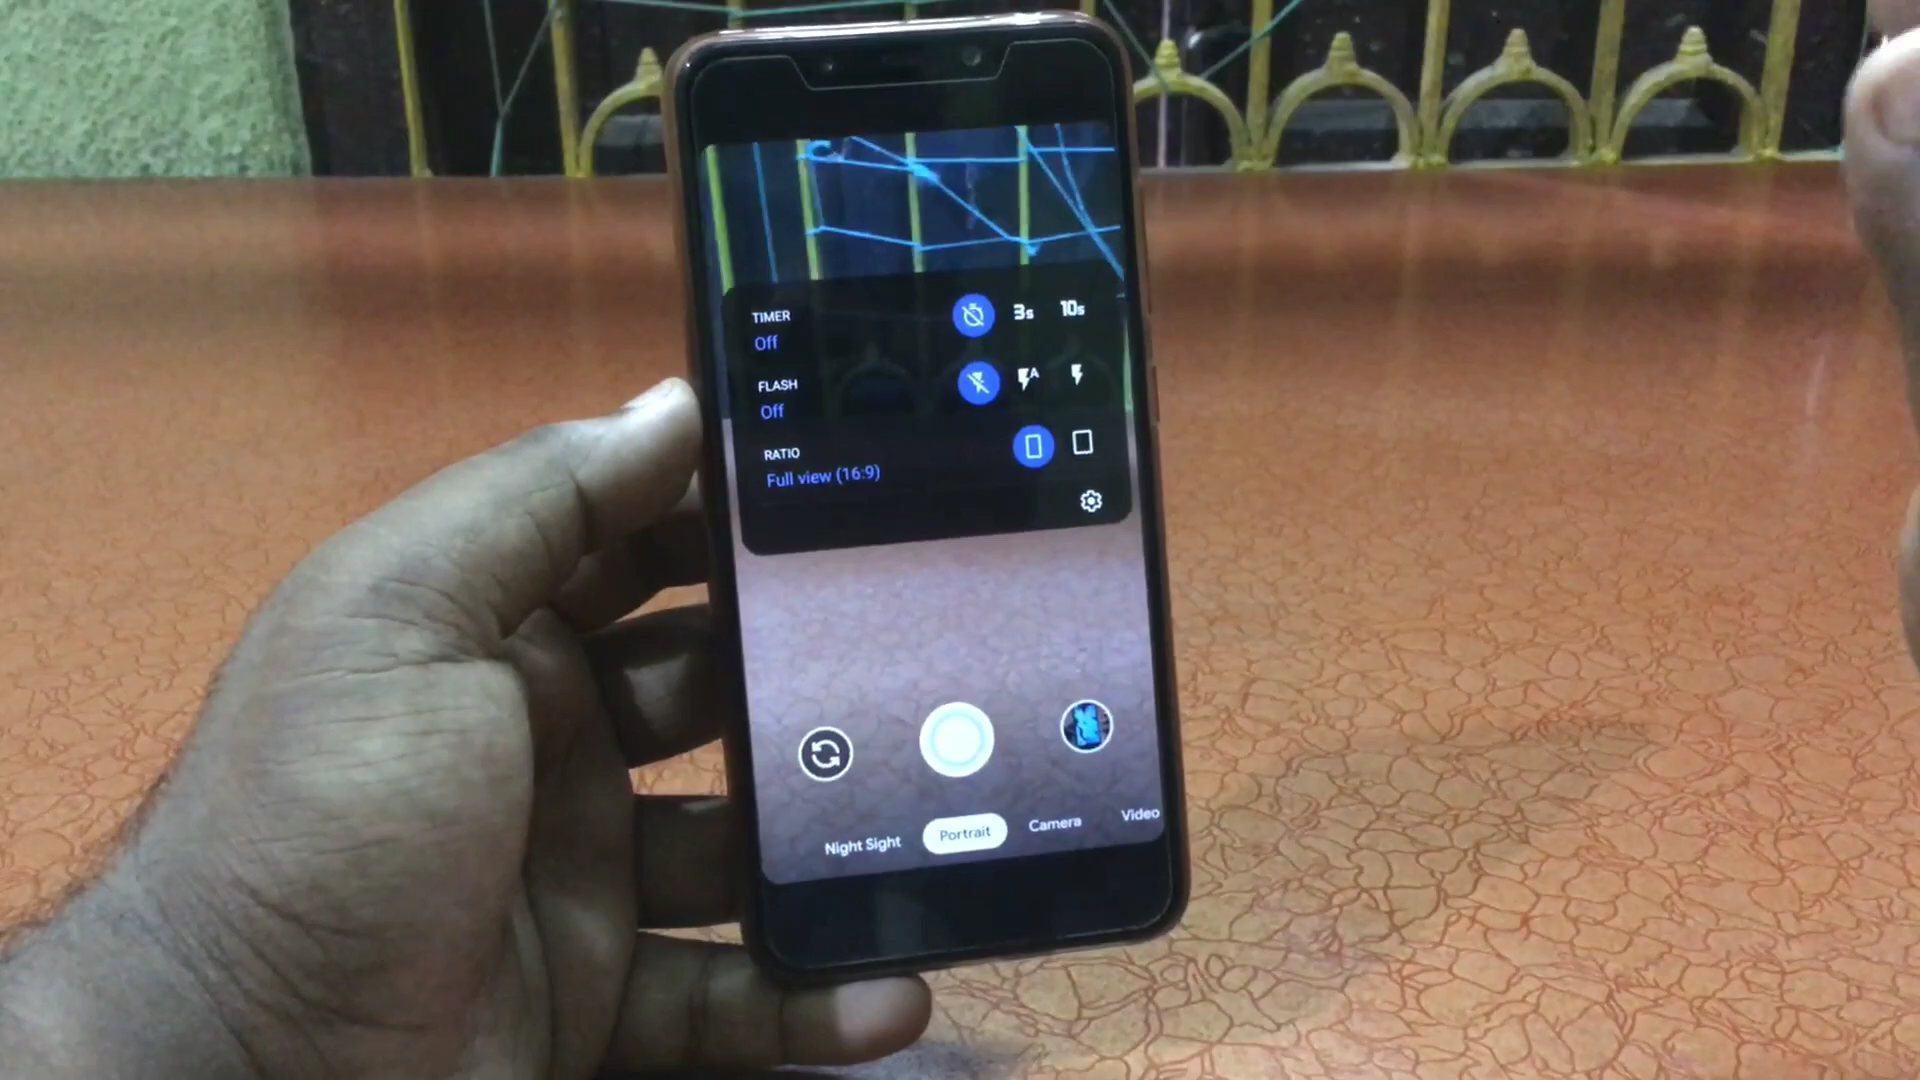 TIMER
Off
3s 10s
FLASH
Off
A
RATIO
Full view (16:9)
Night Sight Portrait Camera Video